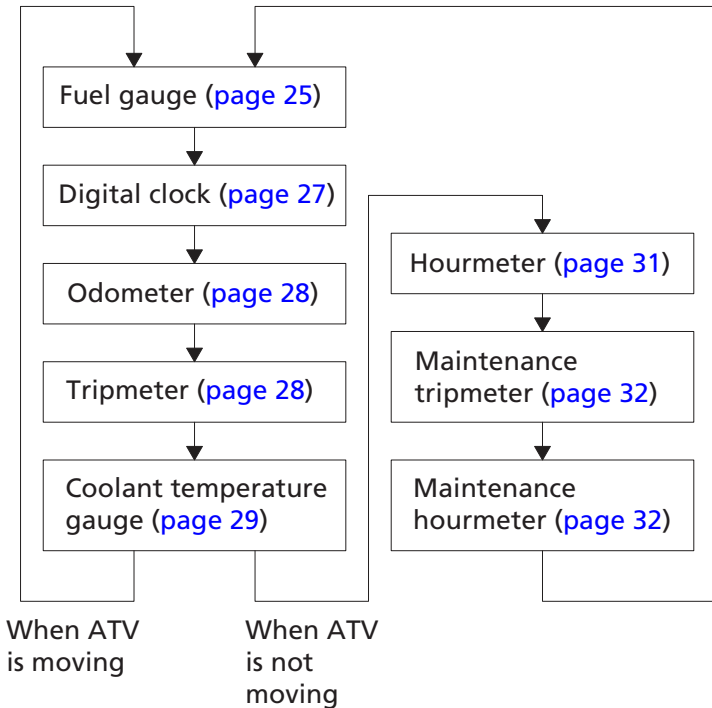 Fuel gauge (page 25)
Digital clock (page 27)
Odometer (page 28)
Tripmeter (page 28)
Coolant temperature
gauge (page 29)
When ATV
is moving
When ATV
is not
moving
Hourmeter (page 31)
Maintenance
tripmeter (page 32)
Maintenance
hourmeter (page 32)